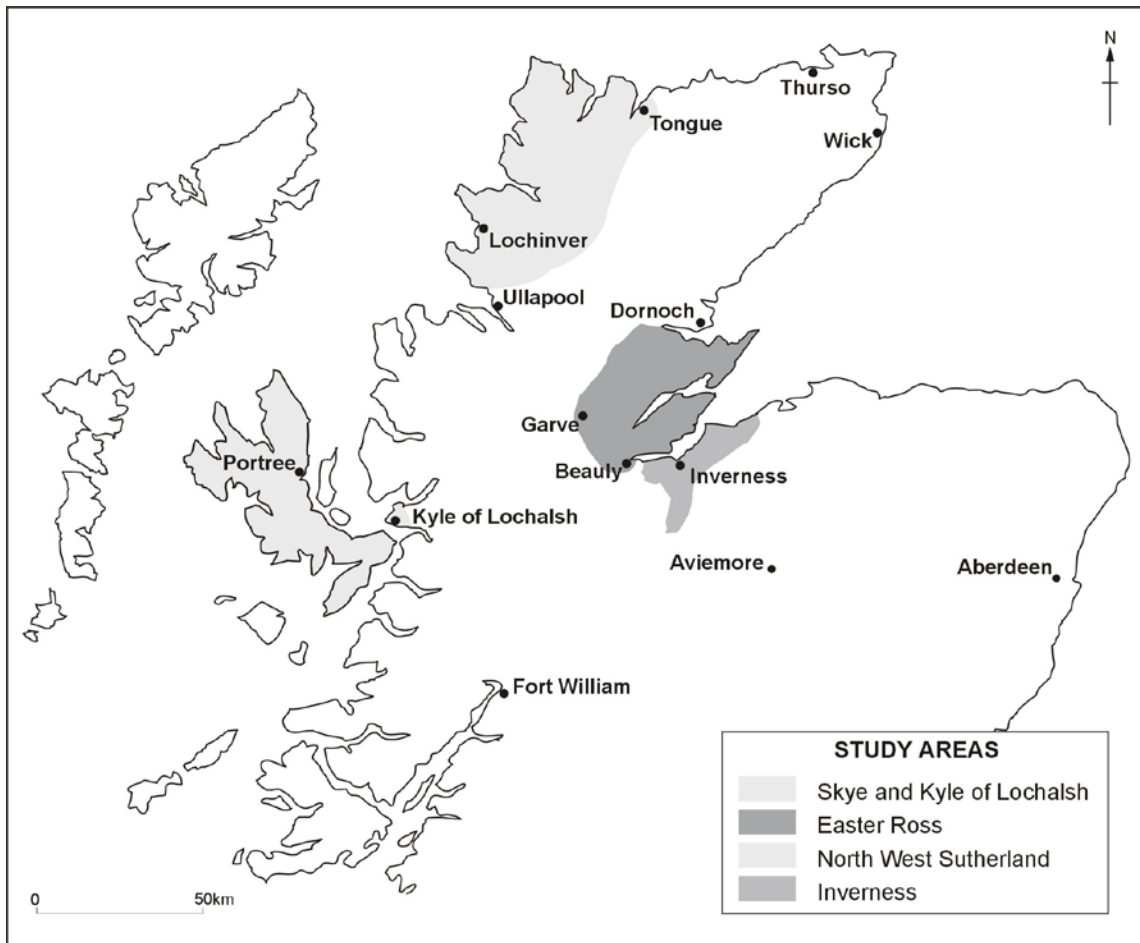 N
Thurso
Tongue
Wick
Lochinver
Ullapool
Dornoch
Garve
Portree
Beauly
Inverness
Kyle of Lochalsh
Aviemore
Aberdeen
Fort William
STUDY AREAS
Skye and Kyle of Lochalsh
Easter Ross
North West Sutherland
Inverness
0 50km